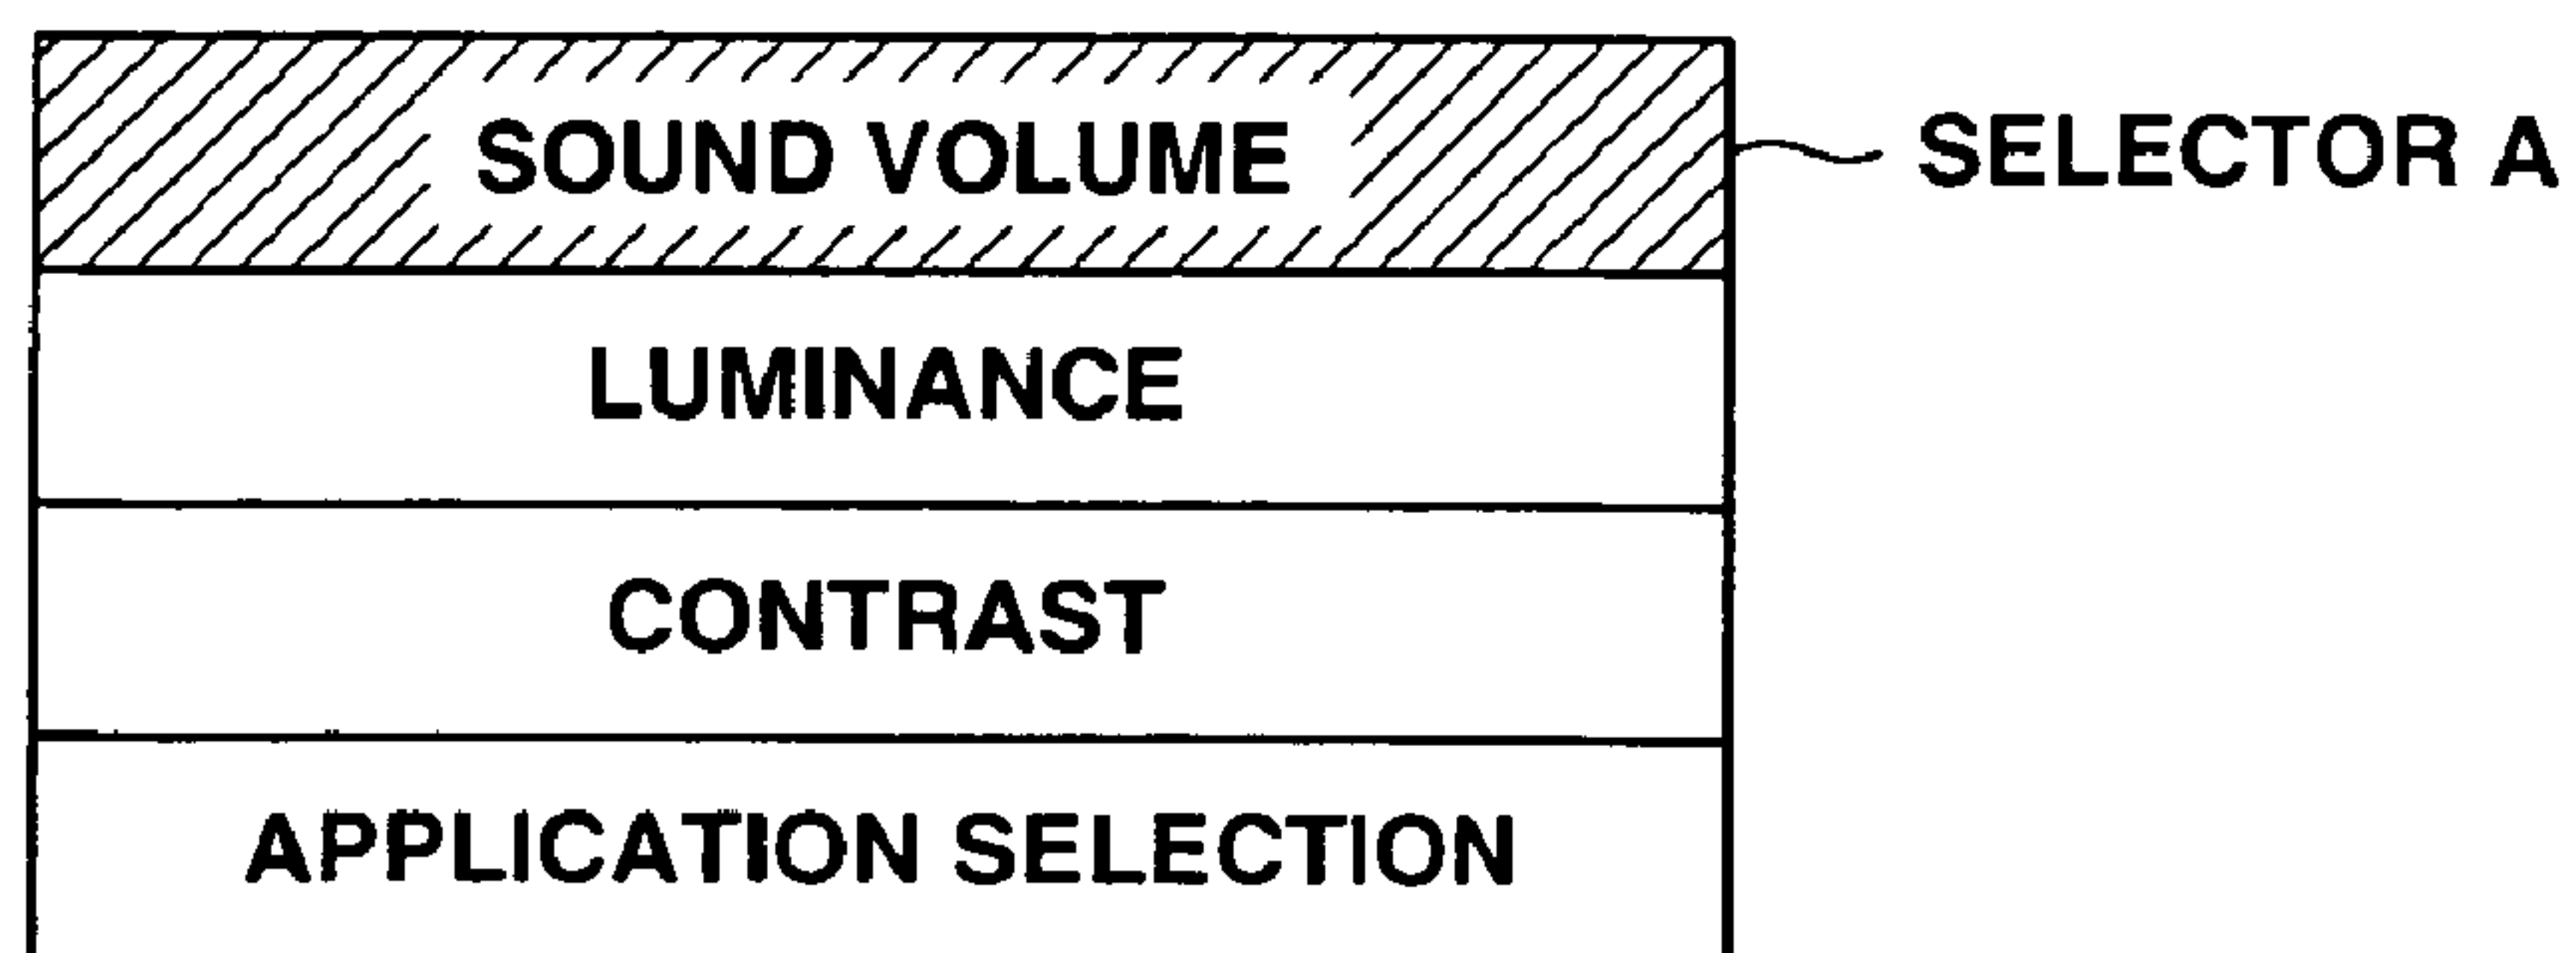 SOUND VOLUME
SELECTOR A
LUMINANCE
CONTRAST
APPLICATION SELECTION